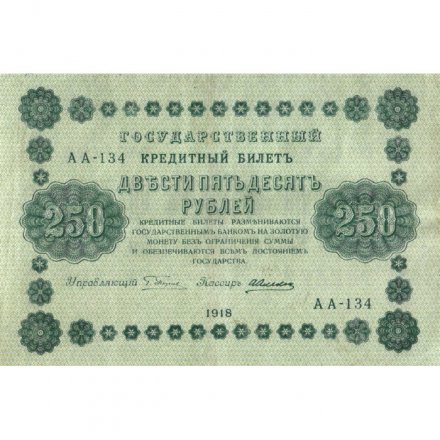 ГОСУДАРСТВЕННЫЙ
АА-134 КРЕДИТНЫЙ БИЛЕТЪ
ДВѢСТИ ПЯТЬДЕСЯТЪ
РУБЛЕЙ
250 250
КРЕДИТНЫЕ БИЛЕТЫ РАЗМѢНИВАЮТСЯ
ГОСУДАРСТВЕННЫМЪ БАНКОМЪ НА ЗОЛОТУЮ
МОНЕТУ БЕЗЪ ОГРАНИЧЕНІЯ СУММЫ
И ОБЕЗПЕЧИВАЮТСЯ ВСѢМЪ ДОСТОЯНІЕМЪ
ГОСУДАРСТВА.
Управляющій Кассиръ
АА-134
1918